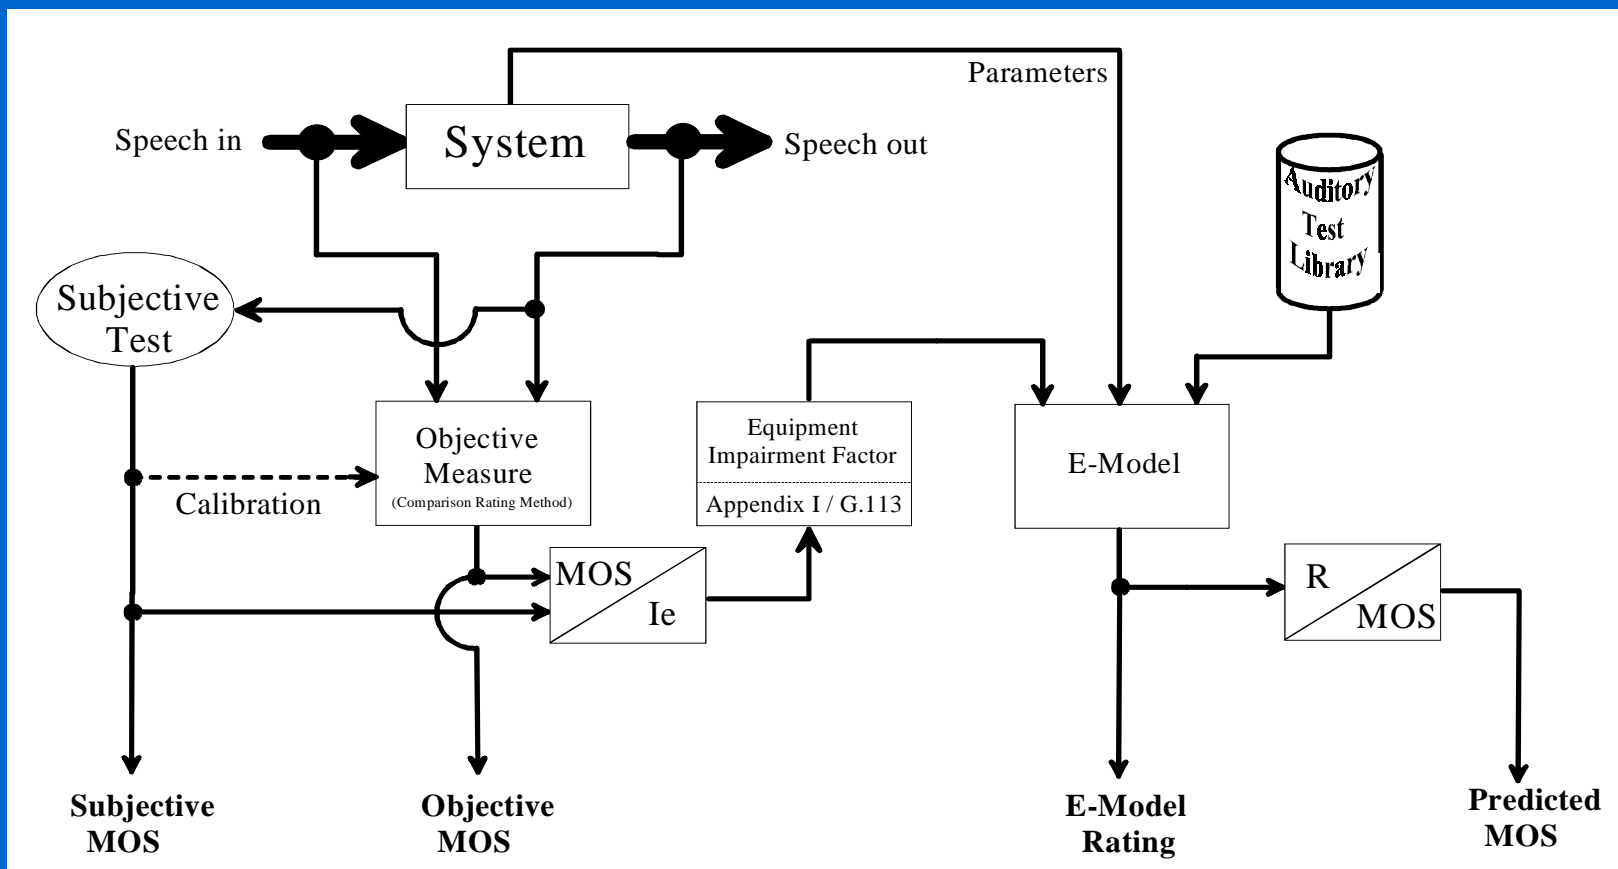 Parameters
Speech in
System
Speech out
Auditory
Test
Library
Subjective
Test
Objective
Measure
(Comparison Rating Method)
Equipment
Impairment Factor
Appendix I / G.113
E-Model
Calibration
MOS
Ie
R
MOS
Subjective
MOS
Objective
MOS
E-Model
Rating
Predicted
MOS